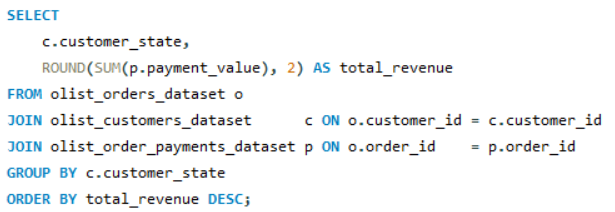 SELECT
    c.customer_state,
    ROUND(SUM(p.payment_value), 2) AS total_revenue
FROM olist_orders_dataset o
JOIN olist_customers_dataset      c ON o.customer_id = c.customer_id
JOIN olist_order_payments_dataset p ON o.order_id    = p.order_id
GROUP BY c.customer_state
ORDER BY total_revenue DESC;